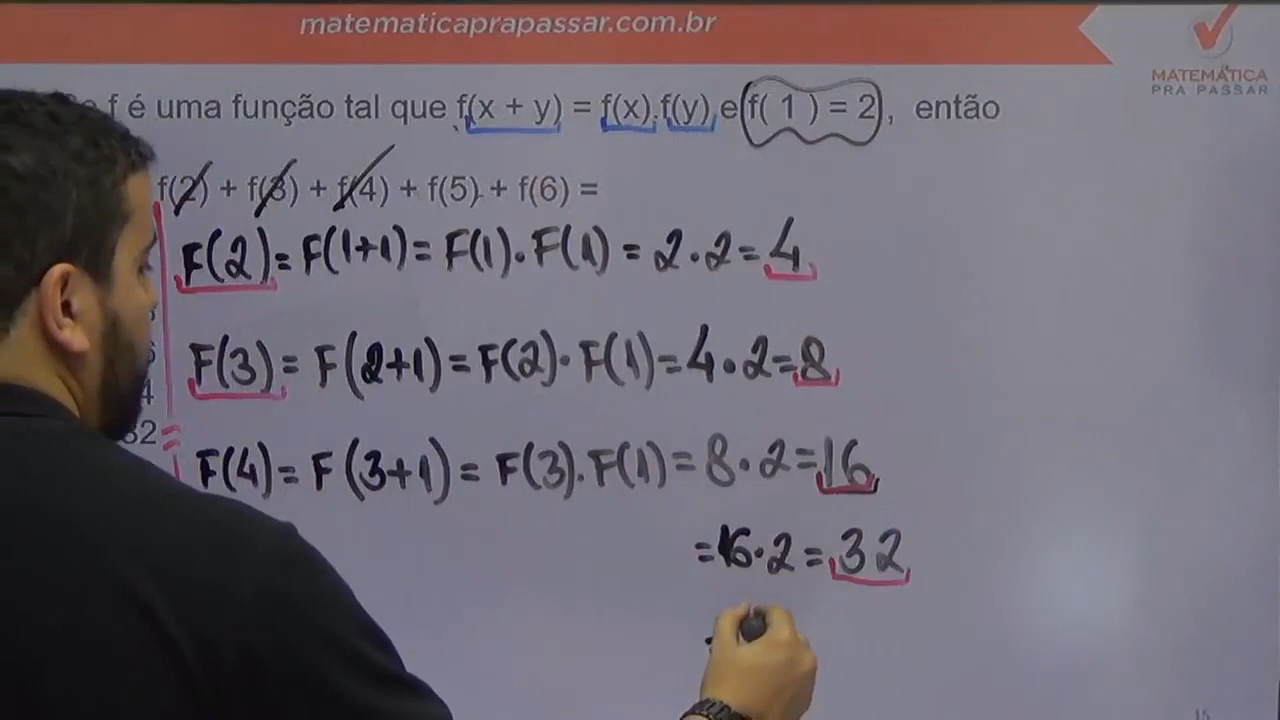 matematicaprapassar.com.br
MATEMÁTICA
PRA PASSAR
f é uma função tal que f(x + y) = f(x).f(y) e f( 1 ) = 2, então
f(2) + f(3) + f(4) + f(5) + f(6) =
F(2) = F(1+1) = F(1) · F(1) = 2 · 2 = 4
F(3) = F(2+1) = F(2) · F(1) = 4 · 2 = 8
F(4) = F(3+1) = F(3) . F(1) = 8 · 2 = 16
= 16 · 2 = 32